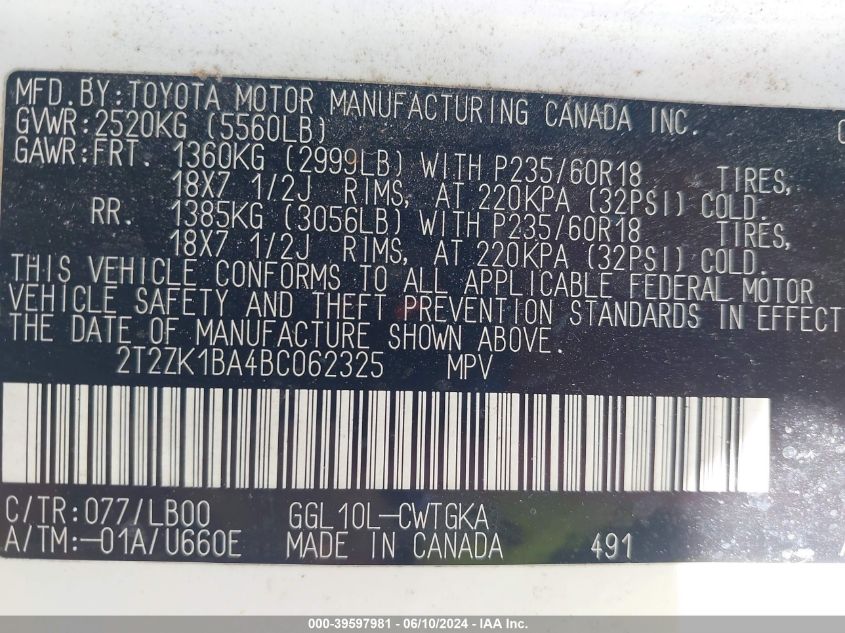 MFD.BY:TOYOTA MOTOR MANUFACTURING CANADA INC.
GVWR:2520KG (5560LB)
GAWR:FRT. 1360KG (2999LB) WITH P235/60R18 TIRES,
18X7 1/2J RIMS, AT 220KPA (32PSI) COLD.
RR. 1385KG (3056LB) WITH P235/60R18 TIRES,
18X7 1/2J RIMS, AT 220KPA (32PSI) COLD.
THIS VEHICLE CONFORMS TO ALL APPLICABLE FEDERAL MOTOR
VEHICLE SAFETY AND THEFT PREVENTION STANDARDS IN EFFECT
THE DATE OF MANUFACTURE SHOWN ABOVE.
2T2ZK1BA4BC062325 MPV
C/TR:077/LB00 GGL10L-CWTGKA
A/TM:-01A/U660E MADE IN CANADA 491
000-39597981 - 06/10/2024 - IAA Inc.